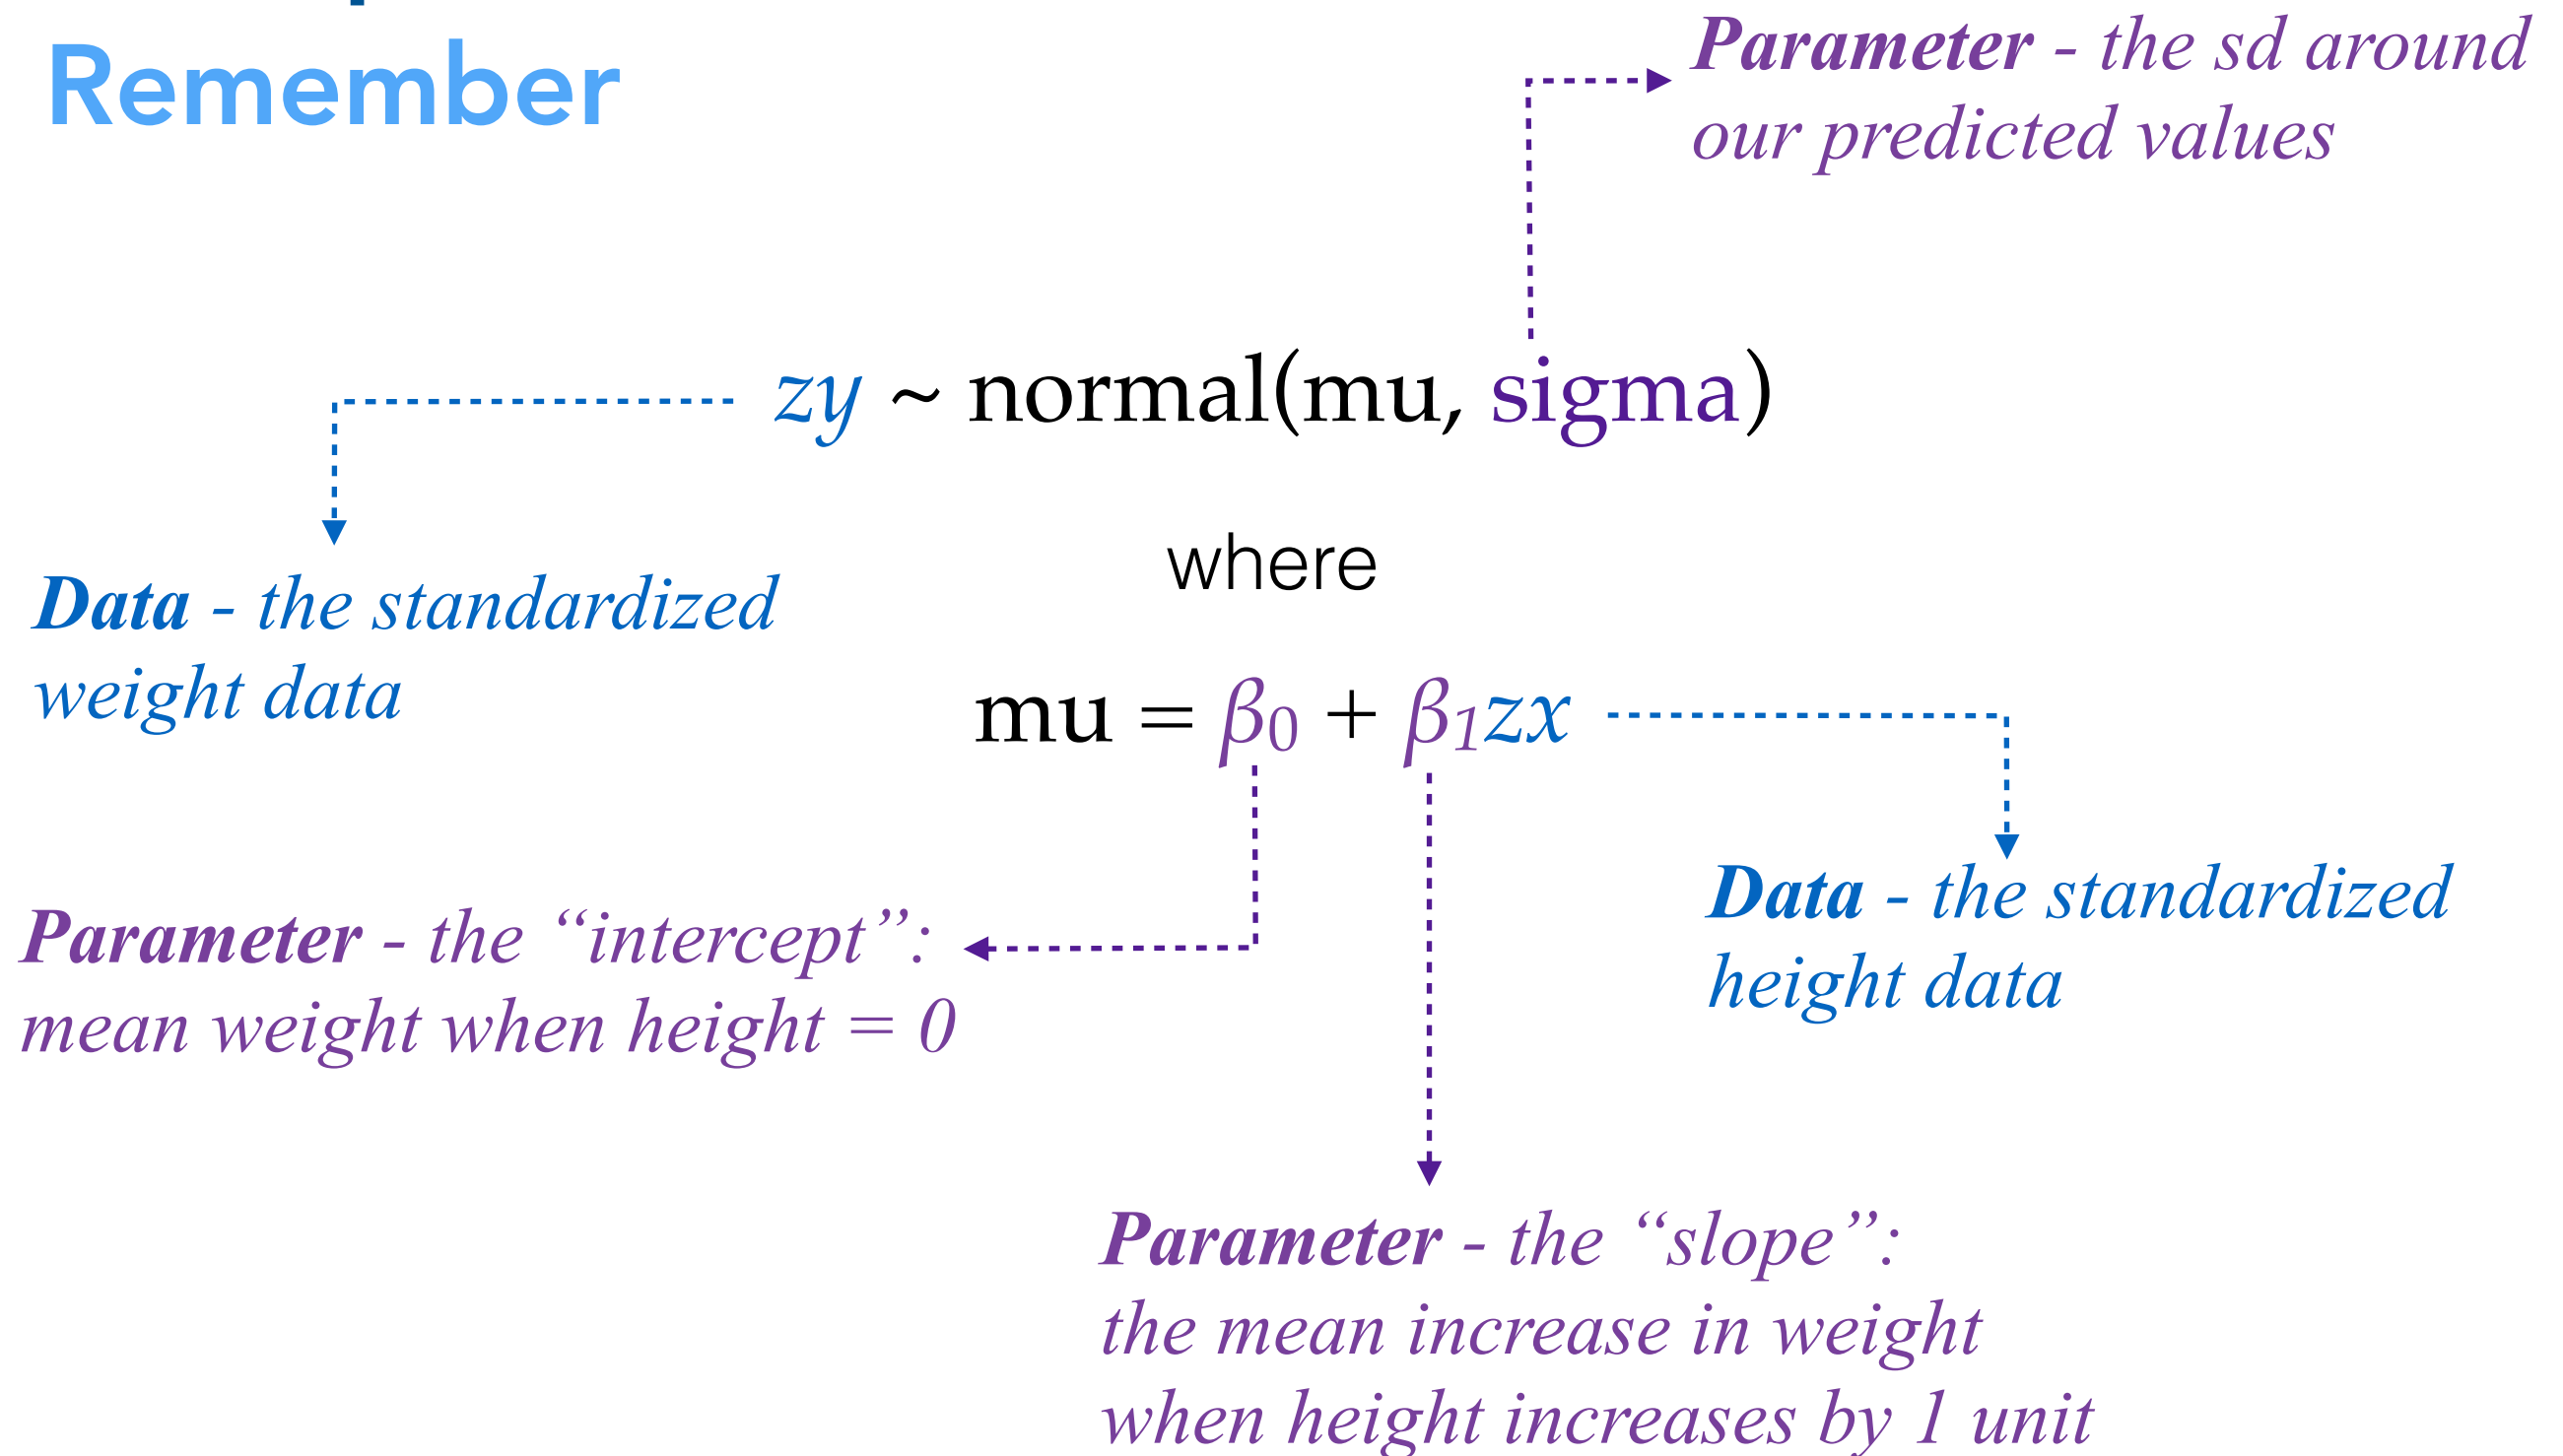 Remember
Parameter - the sd around
our predicted values
zy ~ normal(mu, sigma)
where
Data - the standardized
weight data
mu = β0 + β1zx
Data - the standardized
height data
Parameter - the “intercept”:
mean weight when height = 0
Parameter - the “slope”:
the mean increase in weight
when height increases by 1 unit